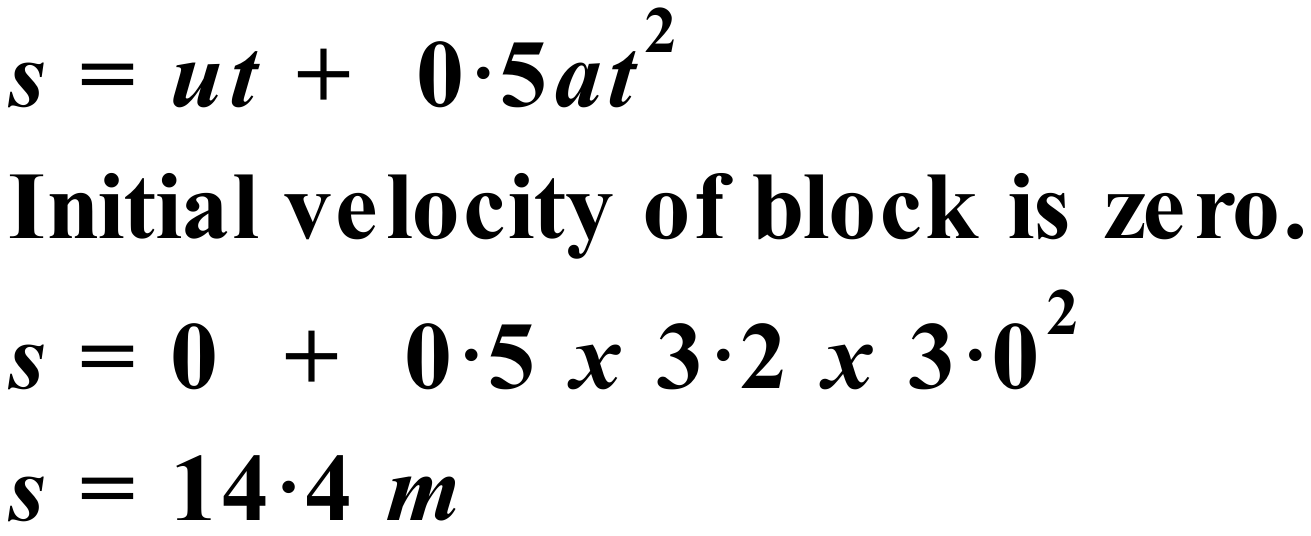 s = ut + 0·5at²
Initial velocity of block is zero.
s = 0 + 0·5 x 3·2 x 3·0²
s = 14·4 m